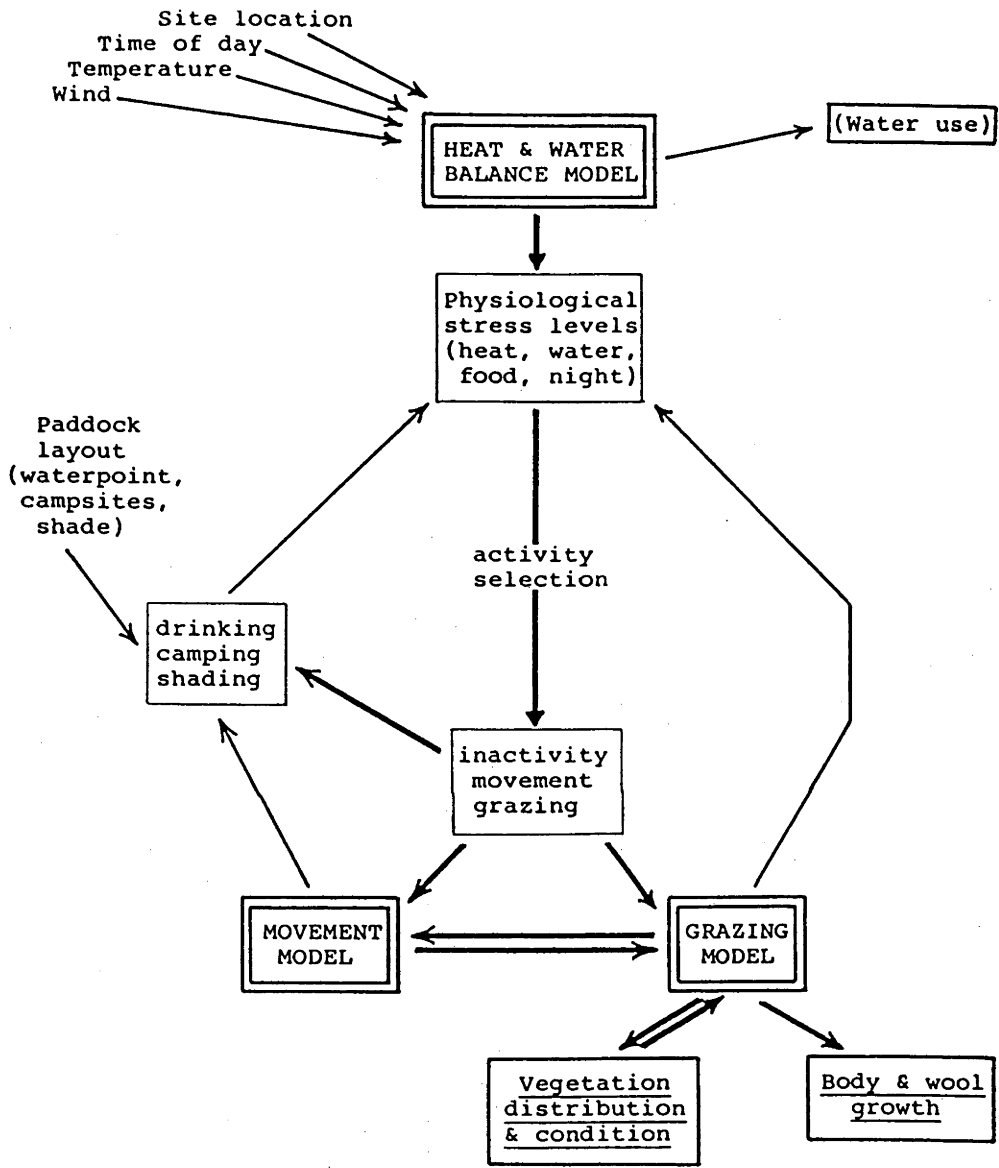 Site location
Time of day
Temperature
Wind
HEAT & WATER
BALANCE MODEL
(Water use)
Physiological
stress levels
(heat, water,
food, night)
Paddock
layout
(waterpoint,
campsites,
shade)
activity
selection
drinking
camping
shading
inactivity
movement
grazing
MOVEMENT
MODEL
GRAZING
MODEL
Vegetation
distribution
& condition
Body & wool
growth